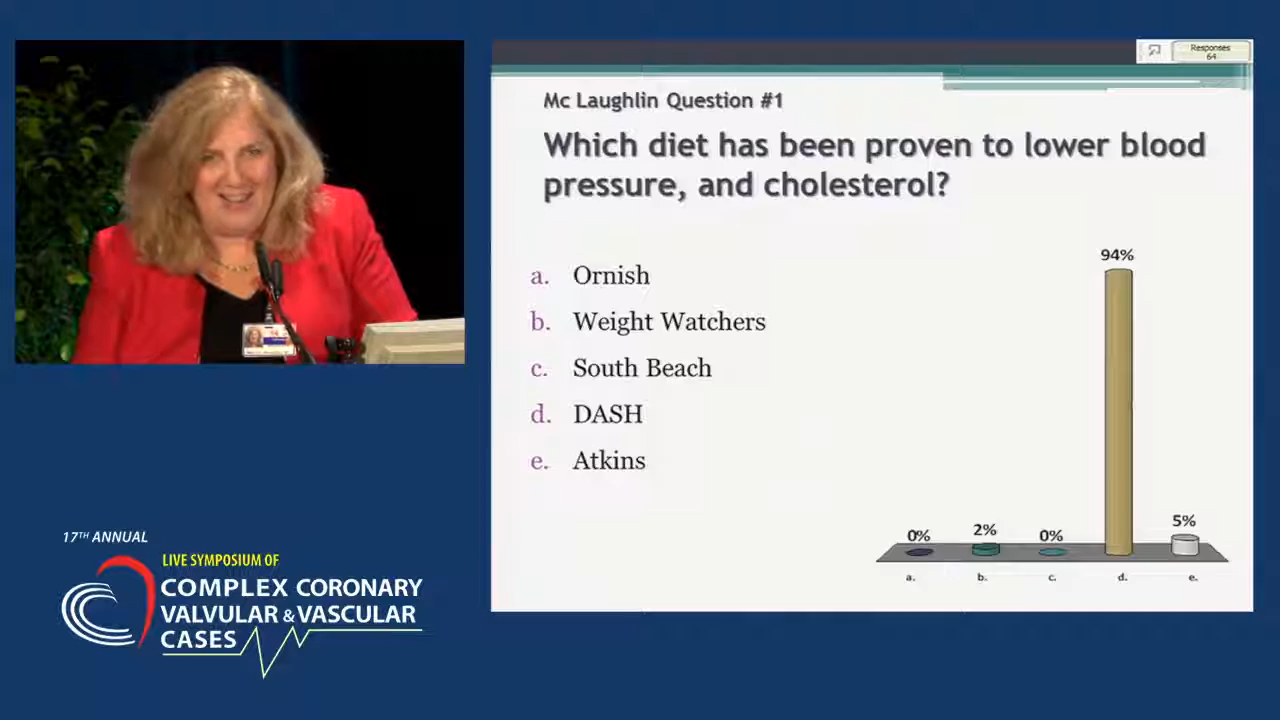 Responses
64
Mc Laughlin Question #1
Which diet has been proven to lower blood
pressure, and cholesterol?
a. Ornish
b. Weight Watchers
c. South Beach
d. DASH
e. Atkins
0%
2%
0%
94%
5%
a.
b.
c.
d.
e.
17TH ANNUAL
LIVE SYMPOSIUM OF
COMPLEX CORONARY
VALVULAR & VASCULAR
CASES